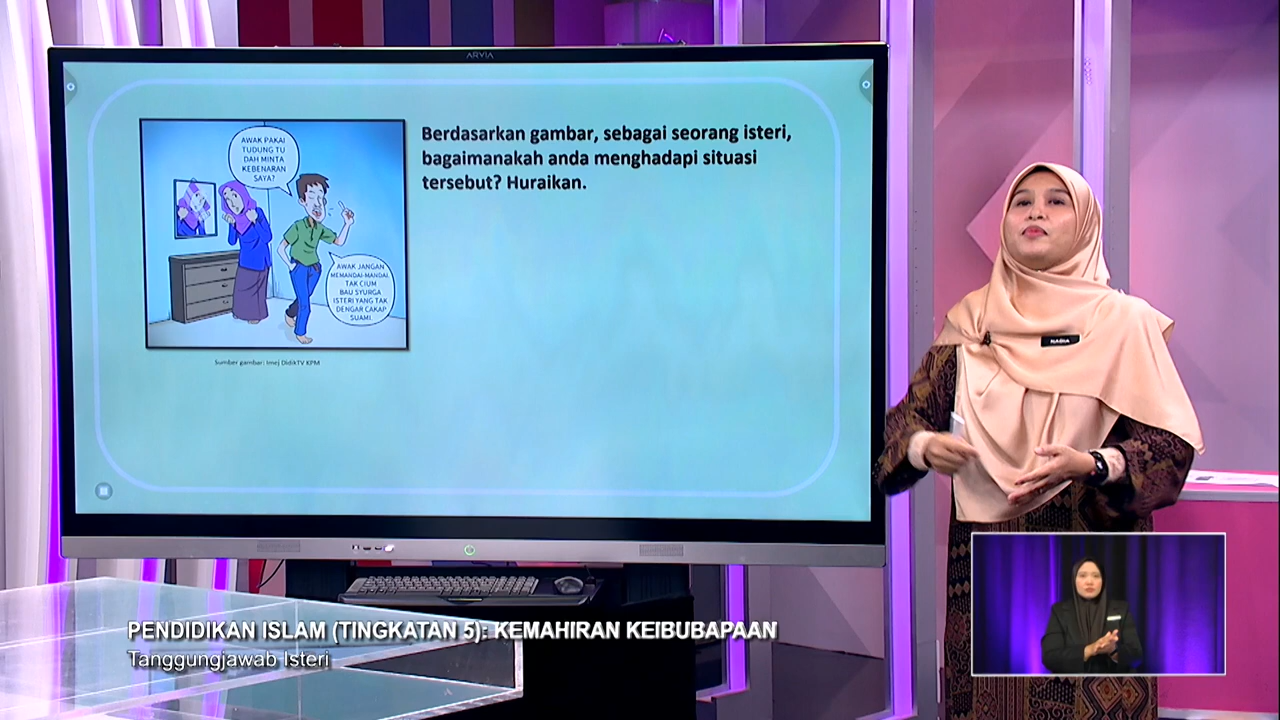 ARVIA
AWAK PAKAI
TUDUNG TU
DAH MINTA
KEBENARAN
SAYA?
AWAK JANGAN
MEMANDAI-MANDAI.
TAK CIUM
BAU SYURGA
ISTERI YANG TAK
DENGAR CAKAP
SUAMI.
Sumber gambar: Imej DidikTV KPM
Berdasarkan gambar, sebagai seorang isteri,
bagaimanakah anda menghadapi situasi
tersebut? Huraikan.
NADIA
PENDIDIKAN ISLAM (TINGKATAN 5): KEMAHIRAN KEIBUBAPAAN
Tanggungjawab Isteri